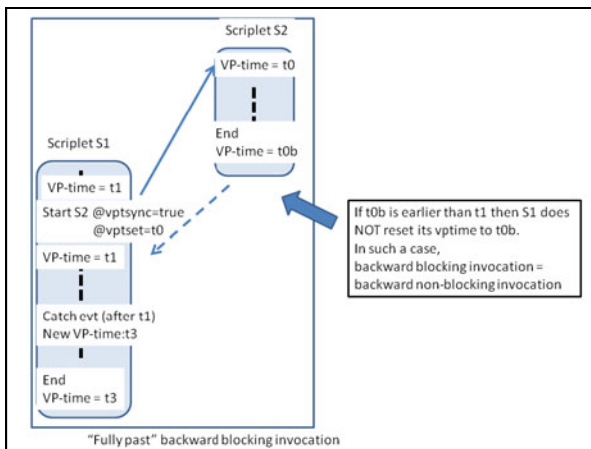 Scriplet S2
VP-time = t0
End
VP-time = t0b
Scriplet S1
VP-time = t1
Start S2 @vptsync=true
@vptset=t0
VP-time = t1
Catch evt (after t1)
New VP-time:t3
End
VP-time = t3
If t0b is earlier than t1 then S1 does
NOT reset its vptime to t0b.
In such a case,
backward blocking invocation =
backward non-blocking invocation
“Fully past” backward blocking invocation